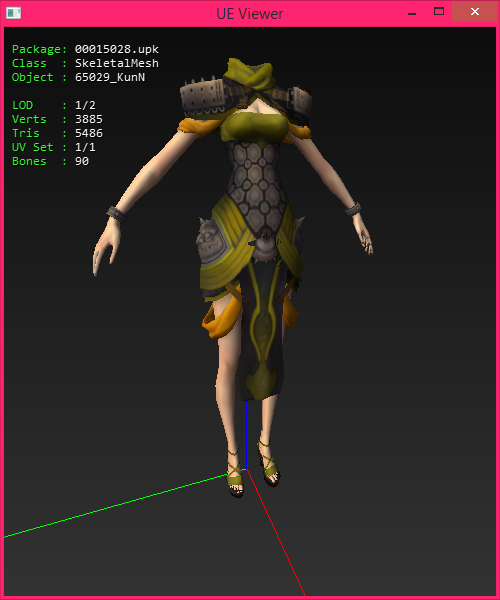 UE Viewer
Package: 00015028.upk
Class : SkeletalMesh
Object : 65029_KunN
LOD : 1/2
Verts : 3885
Tris : 5486
UV Set : 1/1
Bones : 90